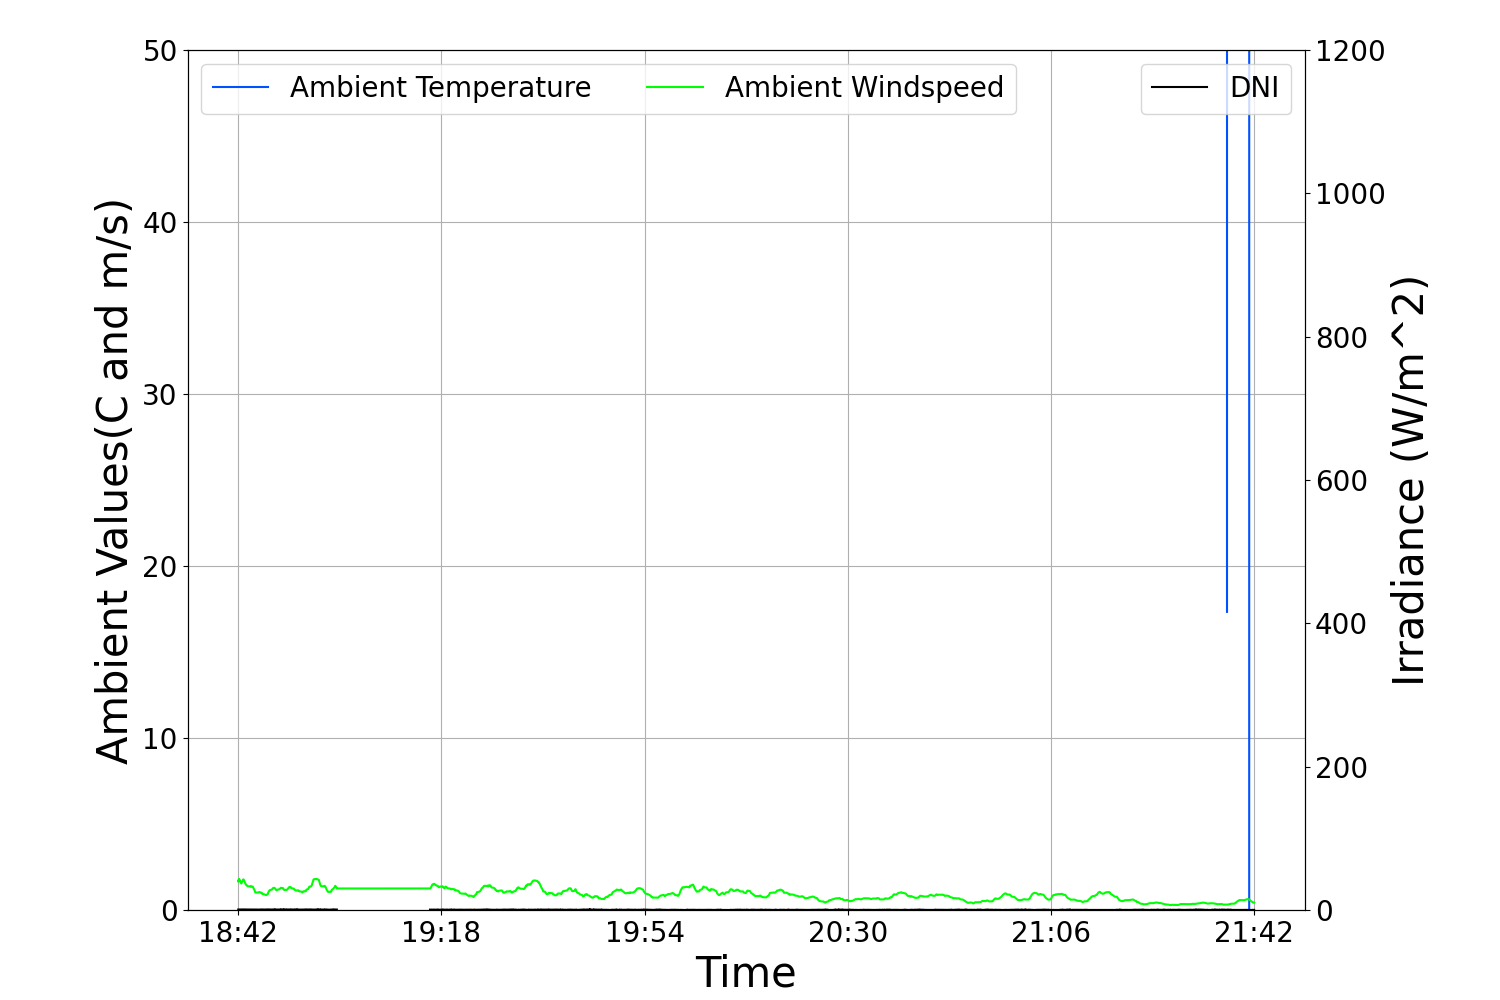 Ambient Temperature
Ambient Windspeed
DNI
Ambient Values(C and m/s)
50
40
30
20
10
0
1200
1000
800
600
400
200
0
Irradiance (W/m^2)
18:42 19:18 19:54 20:30 21:06 21:42
Time